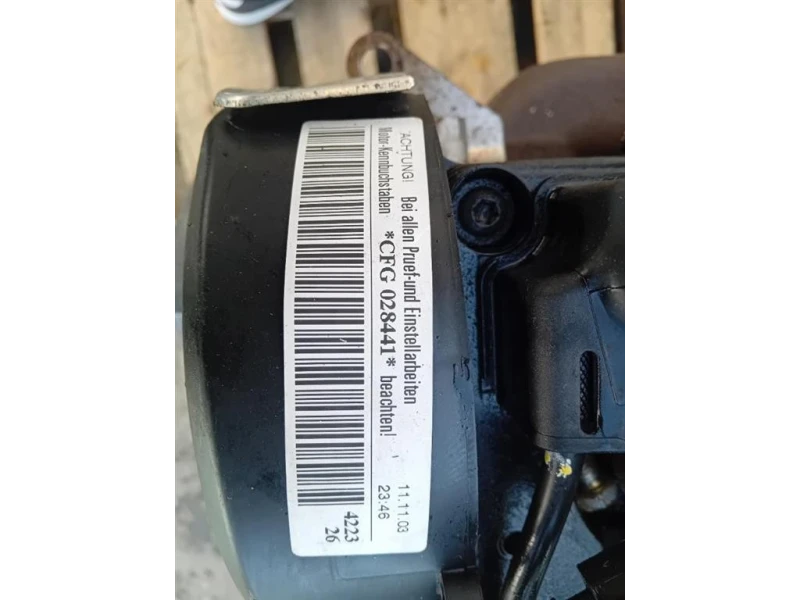 "ACHTUNG! Bei allen Pruef-und Einstellarbeiten 11.11.03
Motor-Kennbuchstaben *CFG 028441* beachten! 23:46
4223
26